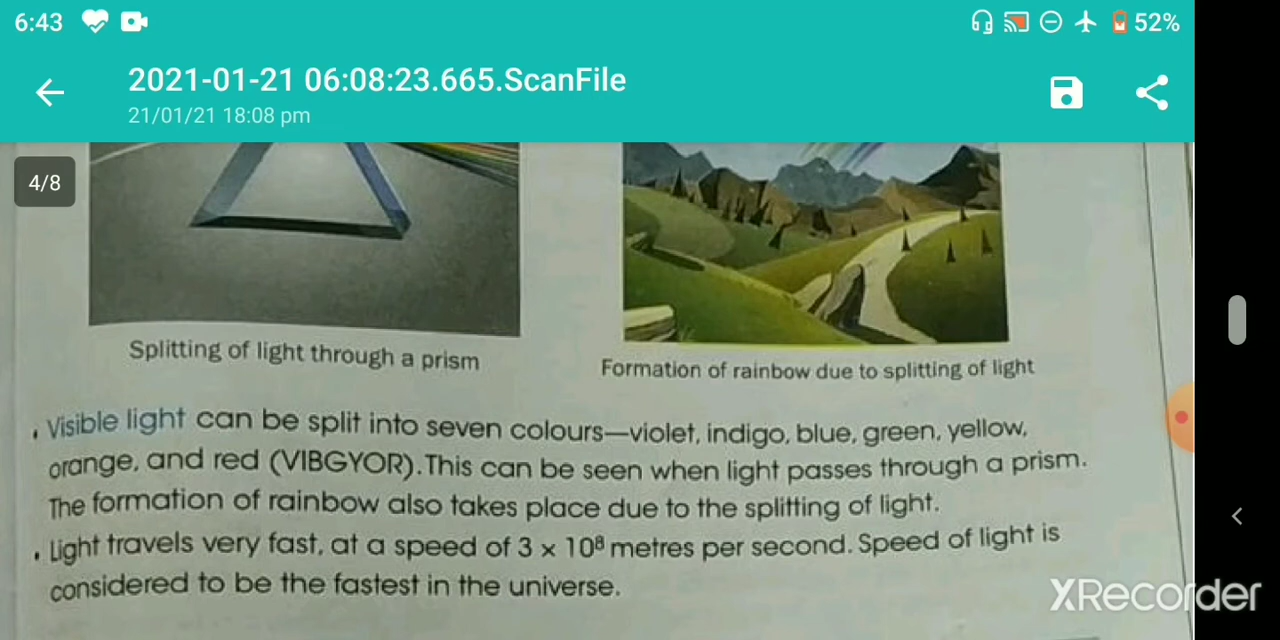 6:43
52%
2021-01-21 06:08:23.665.ScanFile
21/01/21 18:08 pm
4/8
Splitting of light through a prism
Formation of rainbow due to splitting of light
• Visible light can be split into seven colours—violet, indigo, blue, green, yellow,
orange, and red (VIBGYOR). This can be seen when light passes through a prism.
The formation of rainbow also takes place due to the splitting of light.
• Light travels very fast, at a speed of 3 × 10⁸ metres per second. Speed of light is
considered to be the fastest in the universe.
XRecorder